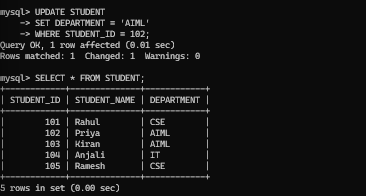 mysql> UPDATE STUDENT
    -> SET DEPARTMENT = 'AIML'
    -> WHERE STUDENT_ID = 102;
Query OK, 1 row affected (0.01 sec)
Rows matched: 1  Changed: 1  Warnings: 0

mysql> SELECT * FROM STUDENT;
+------------+--------------+------------+
| STUDENT_ID | STUDENT_NAME | DEPARTMENT |
+------------+--------------+------------+
|        101 | Rahul        | CSE        |
|        102 | Priya        | AIML       |
|        103 | Kiran        | AIML       |
|        104 | Anjali       | IT         |
|        105 | Ramesh       | CSE        |
+------------+--------------+------------+
5 rows in set (0.00 sec)